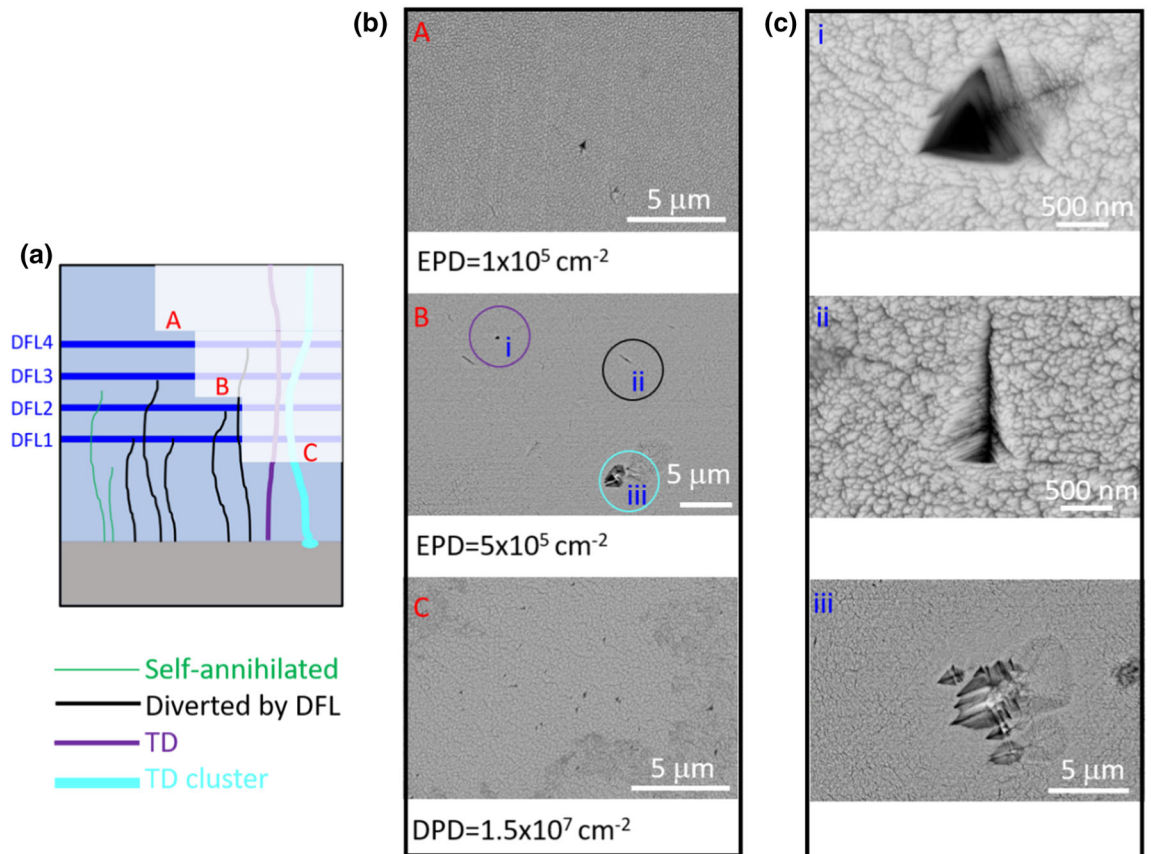 (a)
A
DFL4
DFL3
B
DFL2
DFL1
C
Self-annihilated
Diverted by DFL
TD
TD cluster
(b)
A
5 μm
EPD=1x10⁵ cm⁻²
B
i
ii
iii
5 μm
EPD=5x10⁵ cm⁻²
C
5 μm
DPD=1.5x10⁷ cm⁻²
(c)
i
500 nm
ii
500 nm
iii
5 μm